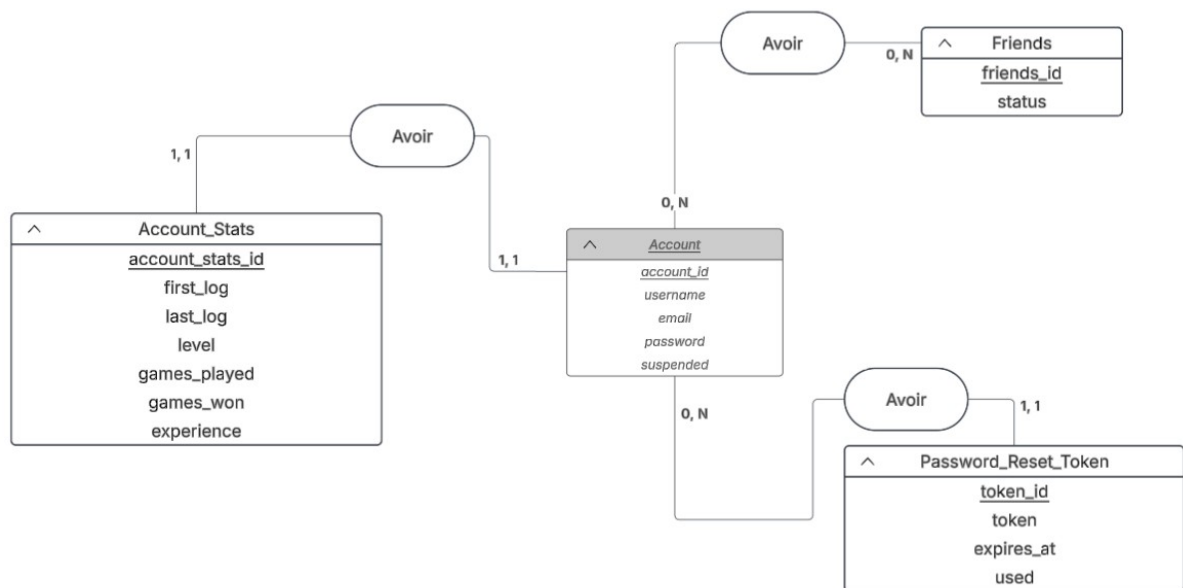 Avoir
0, N
Friends
friends_id
status
0, N
Avoir
1, 1
1, 1
Account_Stats
account_stats_id
first_log
last_log
level
games_played
games_won
experience
Account
account_id
username
email
password
suspended
0, N
Avoir
1, 1
Password_Reset_Token
token_id
token
expires_at
used